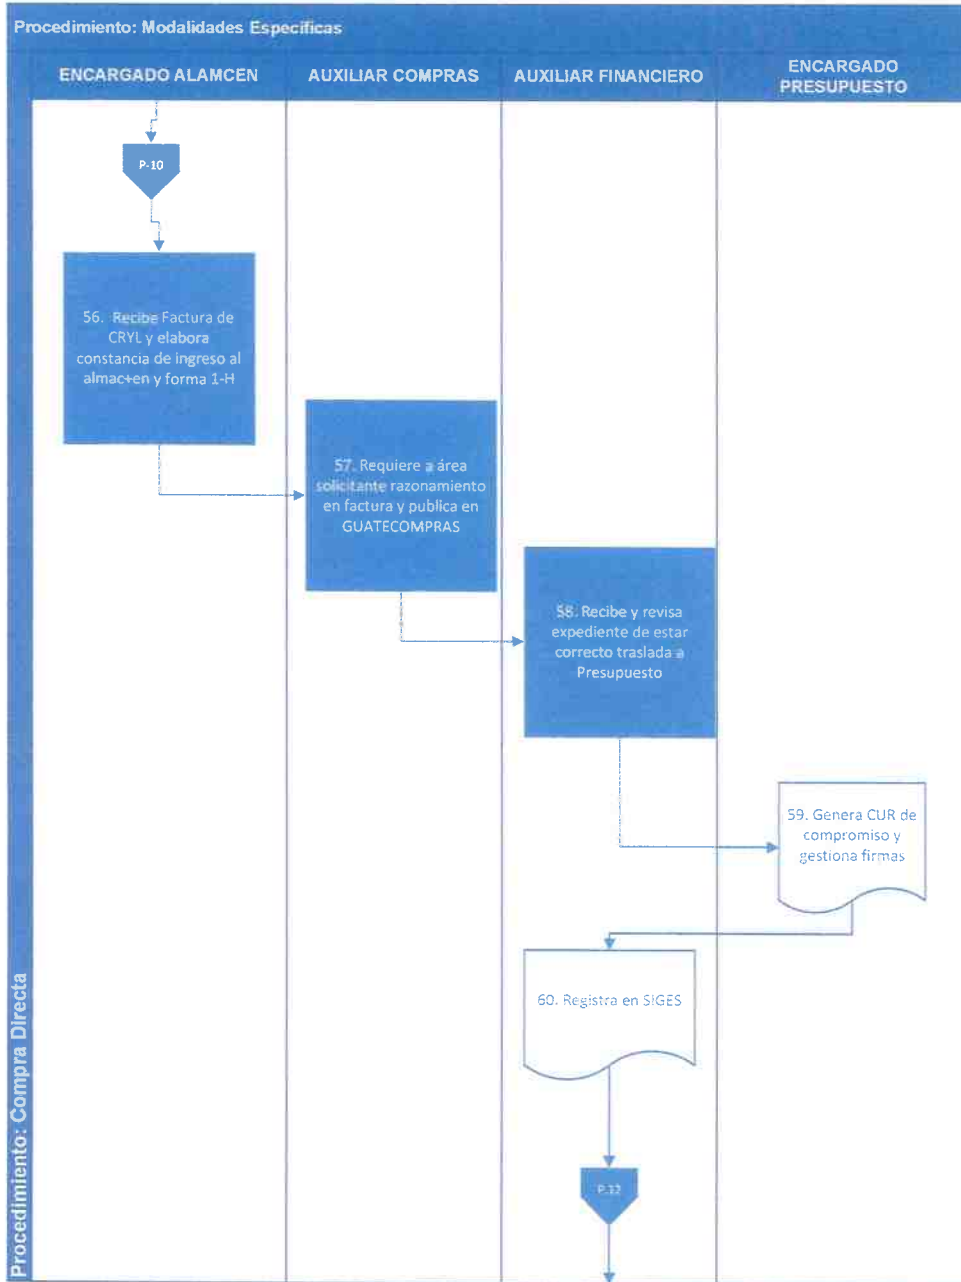 Procedimiento: Modalidades Especificas
ENCARGADO ALAMCEN
AUXILIAR COMPRAS
AUXILIAR FINANCIERO
ENCARGADO
PRESUPUESTO
P-10
56. Recibe Factura de
CRYL y elabora
constancia de ingreso al
almac+en y forma 1-H
57. Requiere a área
solicitante razonamiento
en factura y publica en
GUATECOMPRAS
58. Recibe y revisa
expediente de estar
correcto traslada a
Presupuesto
59. Genera CUR de
compromiso y
gestiona firmas
60. Registra en SIGES
P-12
Procedimiento: Compra Directa